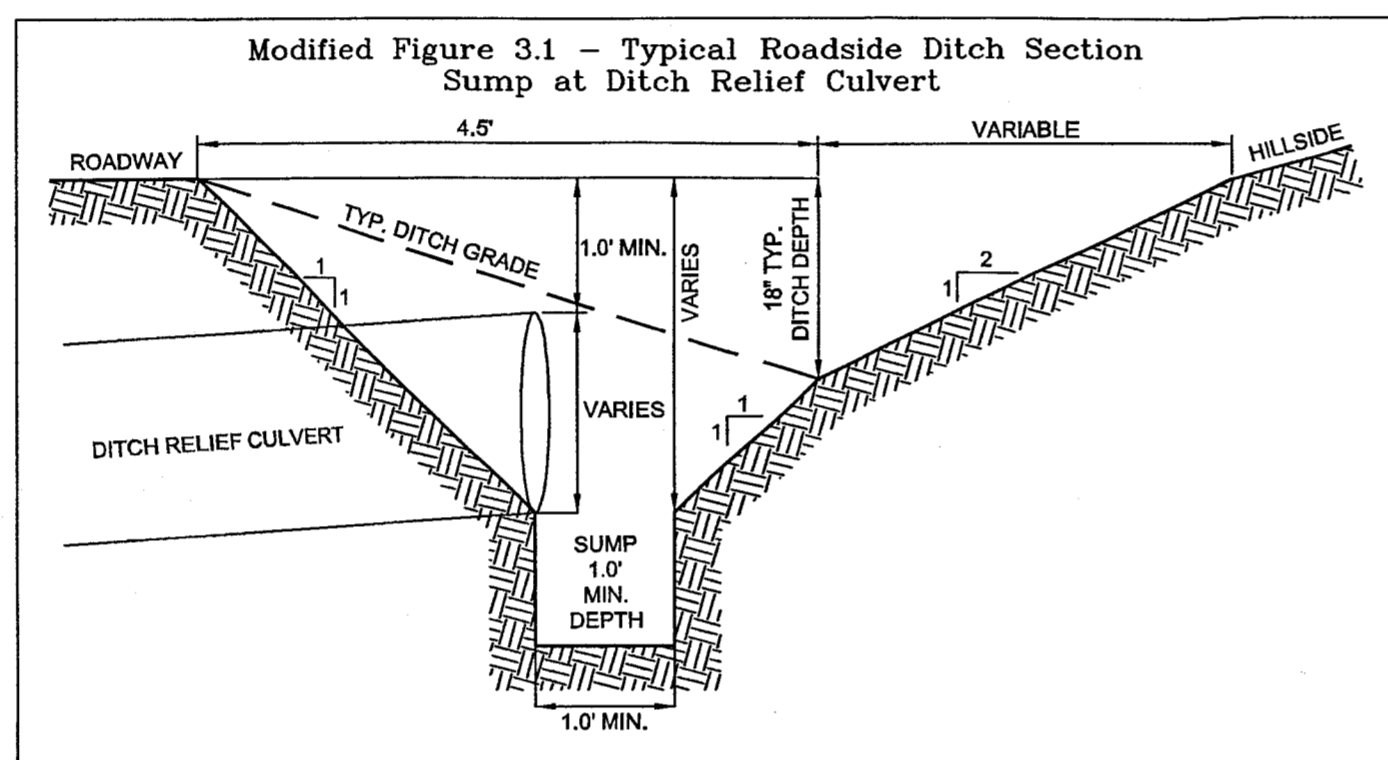 Modified Figure 3.1 – Typical Roadside Ditch Section
Sump at Ditch Relief Culvert
4.5'
VARIABLE
ROADWAY
HILLSIDE
TYP. DITCH GRADE
1.0' MIN.
VARIES
18" TYP.
DITCH DEPTH
1
1
2
1
VARIES
1
1
DITCH RELIEF CULVERT
SUMP
1.0'
MIN.
DEPTH
1.0' MIN.